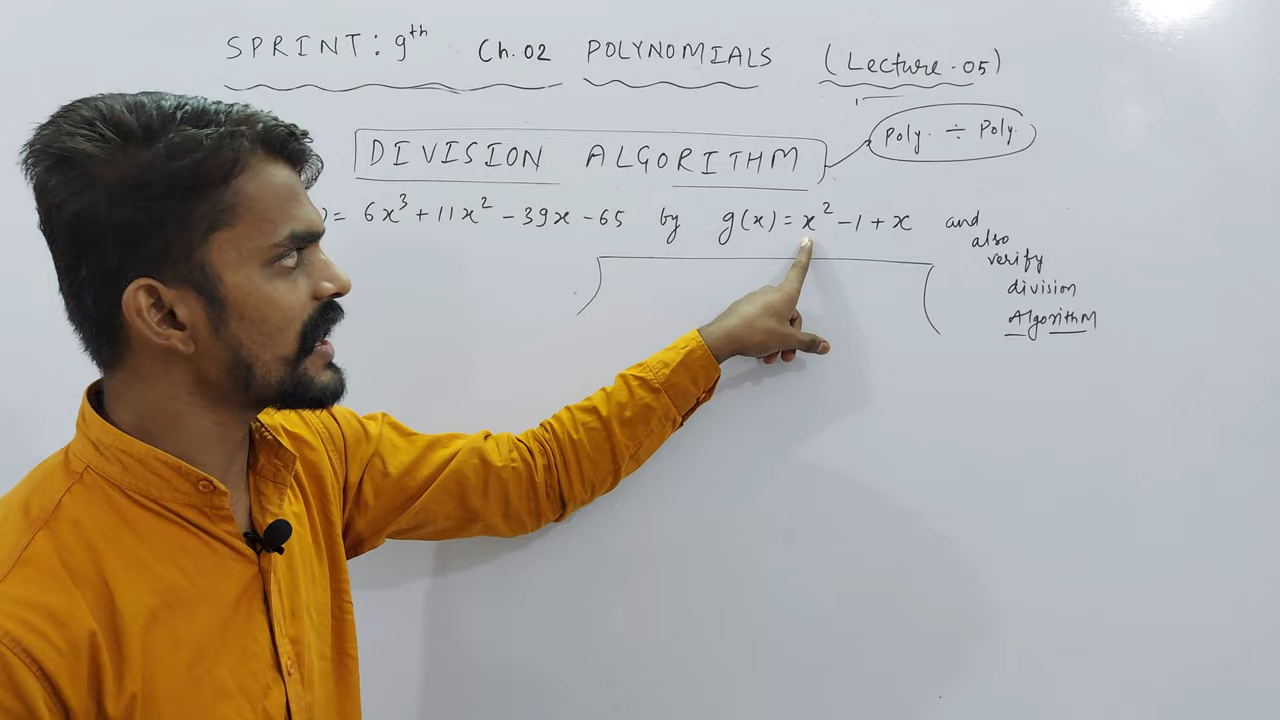 SPRINT: 9th Ch. 02 POLYNOMIALS (Lecture-05)
DIVISION ALGORITHM
Poly. ÷ Poly.
) = 6x³ + 11x² - 39x - 65 by g(x) = x² - 1 + x and
also
verify
division
Algorithm